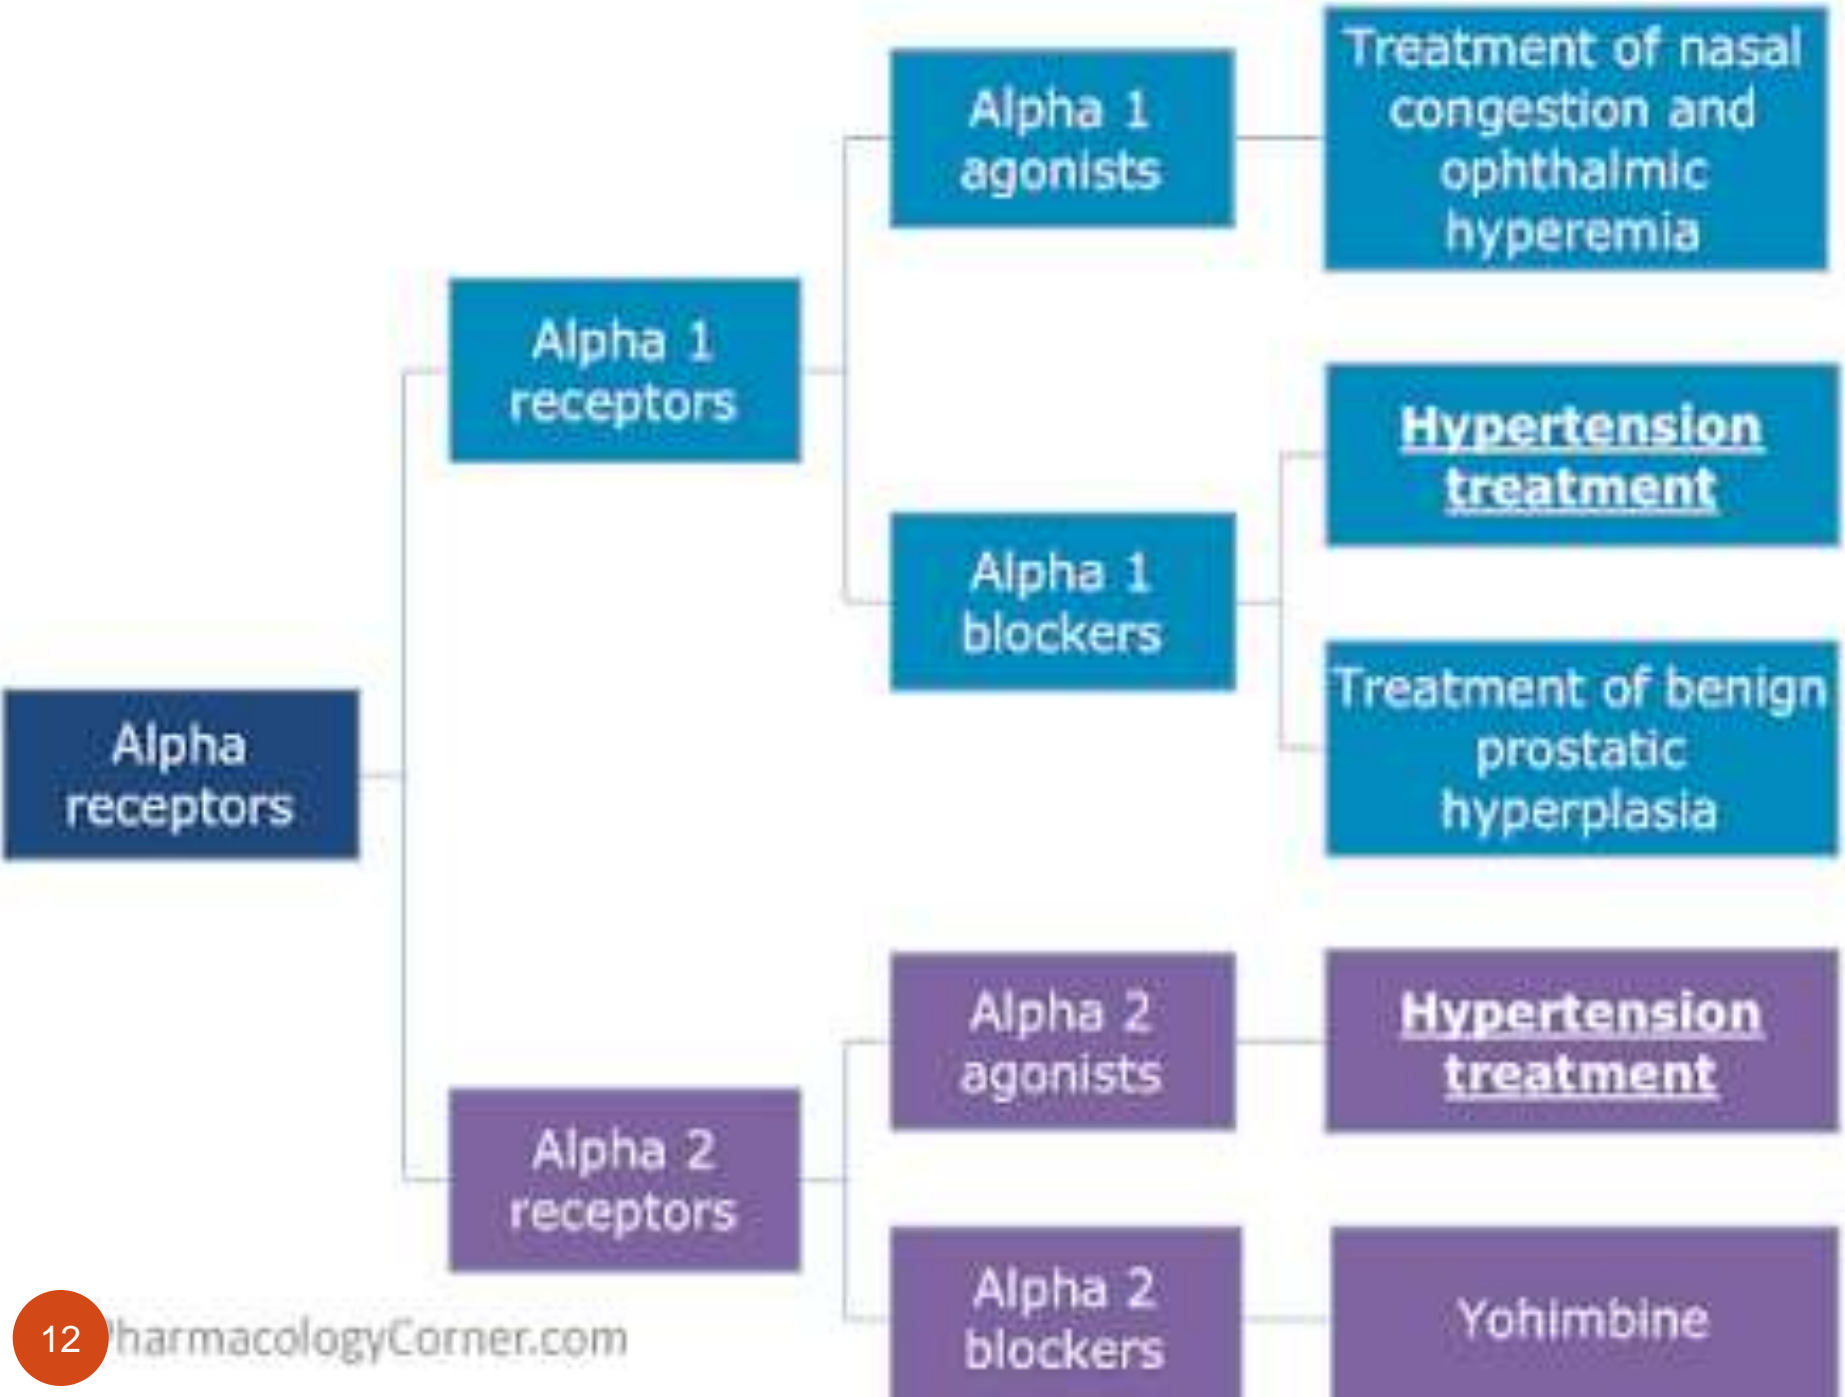 Treatment of nasal
congestion and
ophthalmic
hyperemia
Alpha 1
agonists
Alpha 1
receptors
Hypertension
treatment
Alpha 1
blockers
Treatment of benign
prostatic
hyperplasia
Alpha
receptors
Alpha 2
agonists
Hypertension
treatment
Alpha 2
receptors
Alpha 2
blockers
Yohimbine
12
harmacologyCorner.com